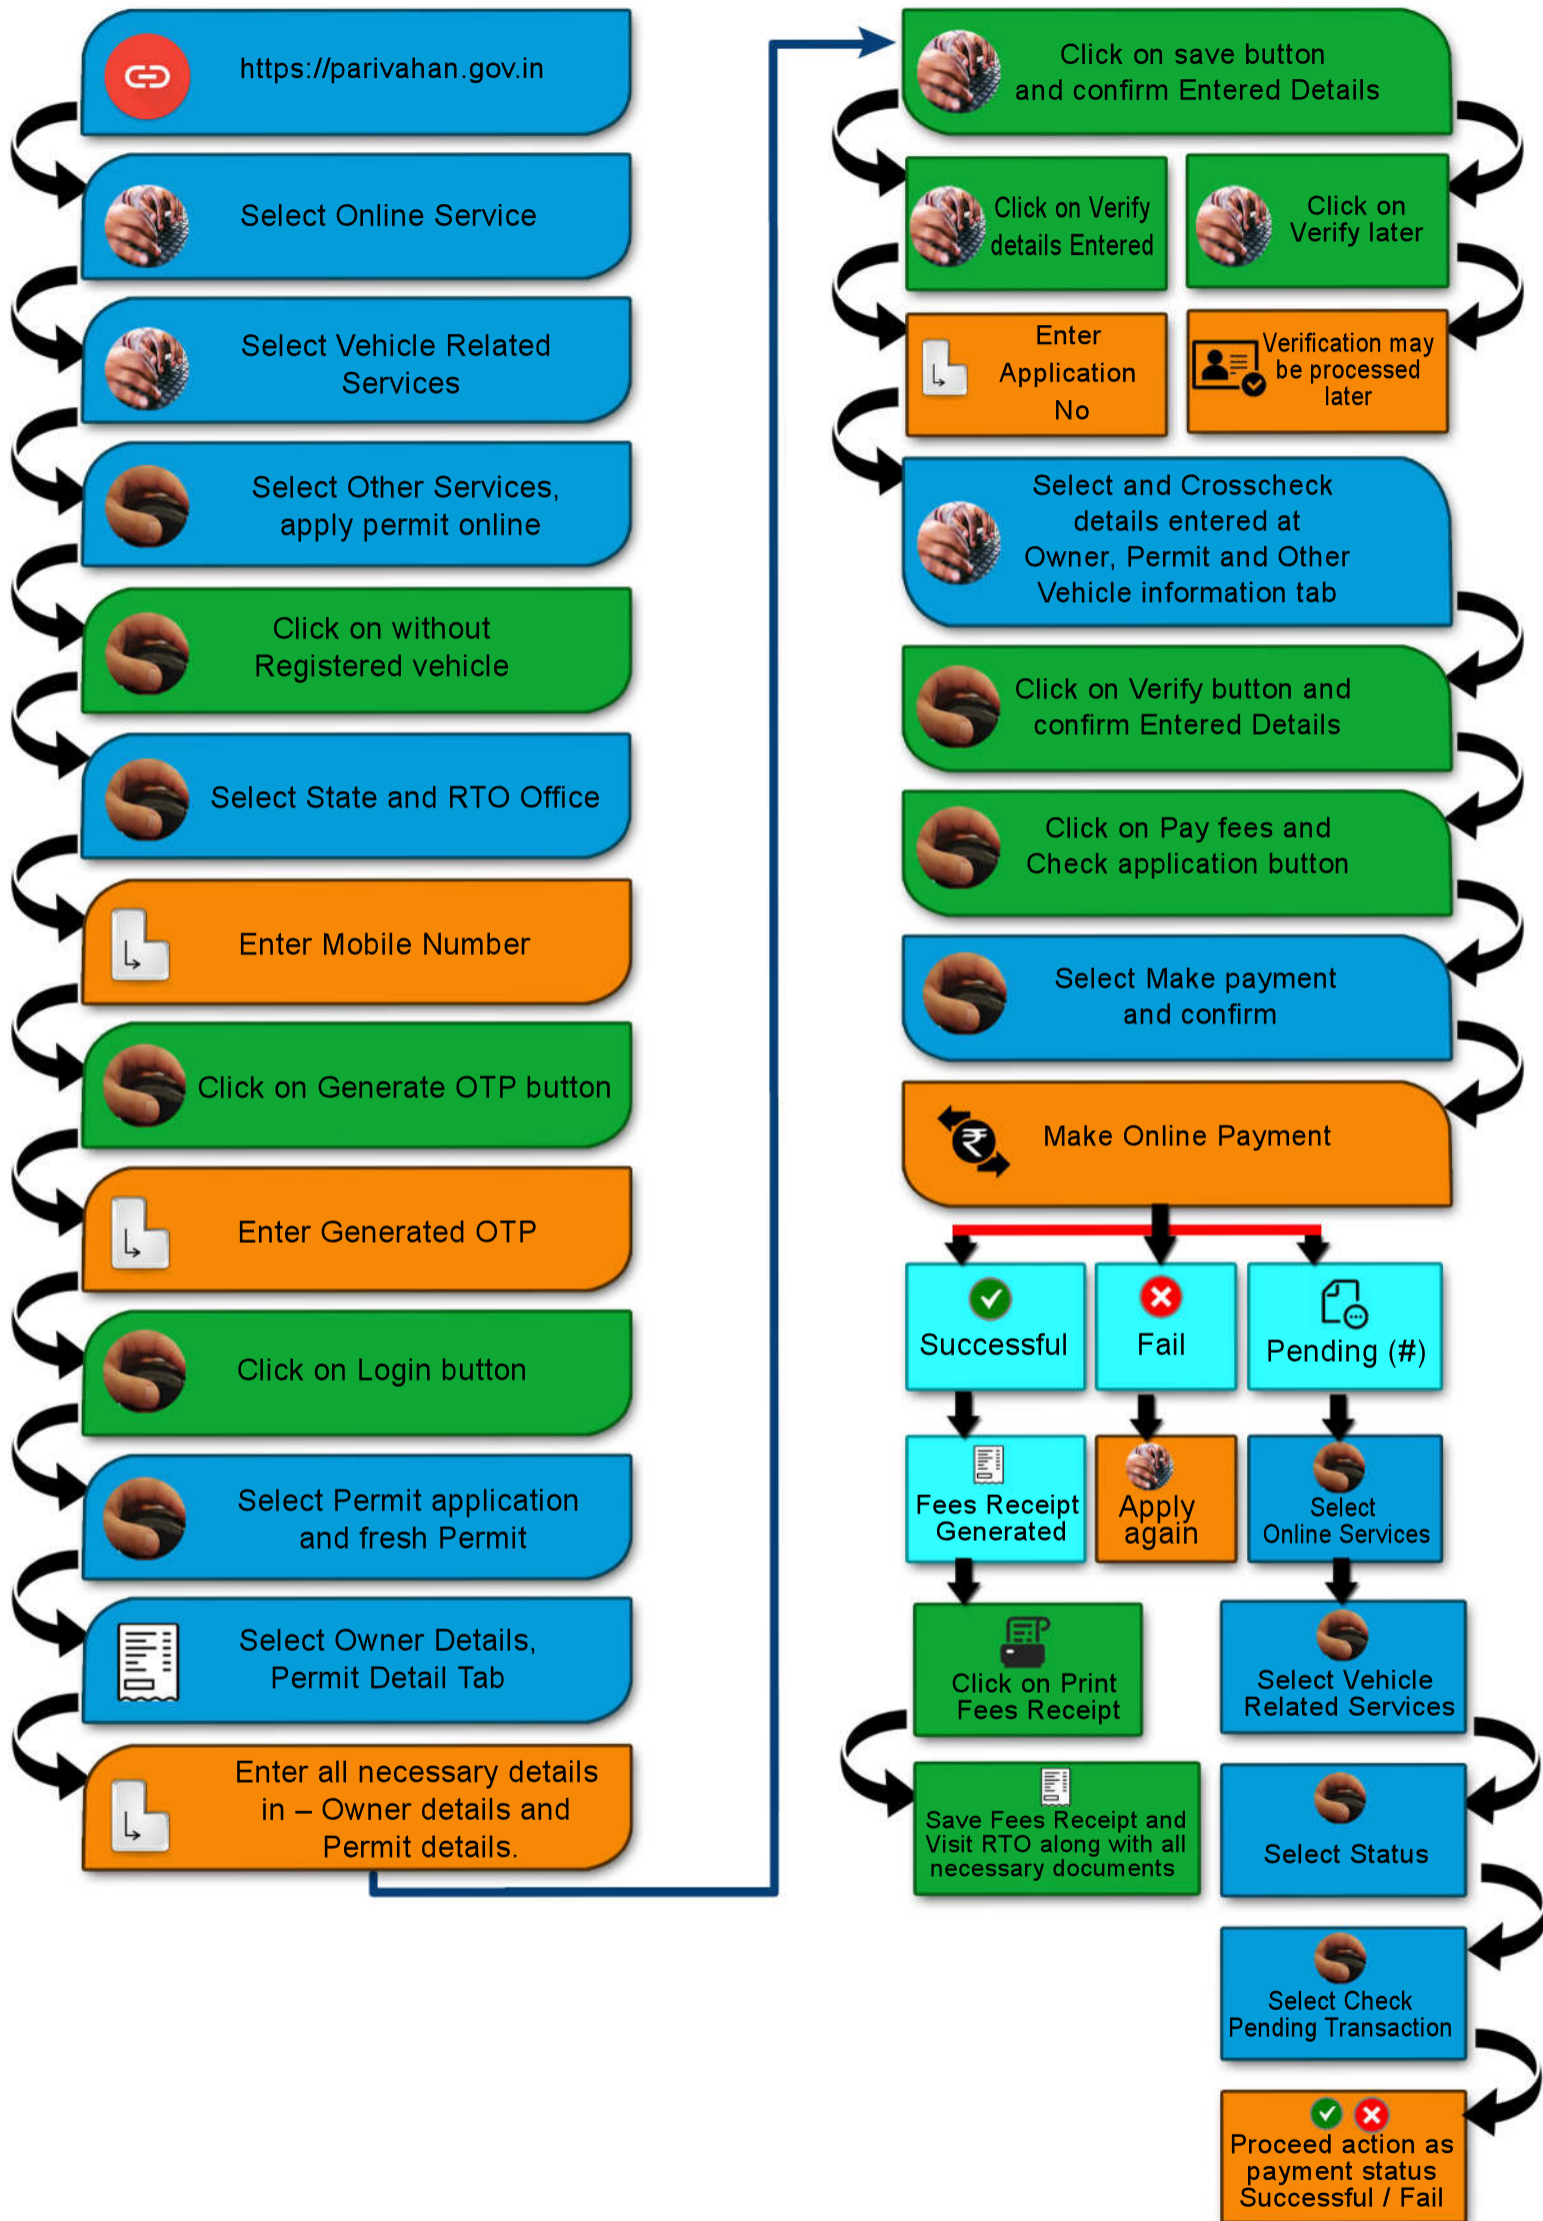 https://parivahan.gov.in
Select Online Service
Select Vehicle Related
Services
Select Other Services,
apply permit online
Click on without
Registered vehicle
Select State and RTO Office
Enter Mobile Number
Click on Generate OTP button
Enter Generated OTP
Click on Login button
Select Permit application
and fresh Permit
Select Owner Details,
Permit Detail Tab
Enter all necessary details
in – Owner details and
Permit details.
Click on save button
and confirm Entered Details
Click on Verify
details Entered
Click on
Verify later
Enter
Application
No
Verification may
be processed
later
Select and Crosscheck
details entered at
Owner, Permit and Other
Vehicle information tab
Click on Verify button and
confirm Entered Details
Click on Pay fees and
Check application button
Select Make payment
and confirm
Make Online Payment
Successful
Fail
Pending (#)
Fees Receipt
Generated
Apply
again
Select
Online Services
Click on Print
Fees Receipt
Select Vehicle
Related Services
Save Fees Receipt and
Visit RTO along with all
necessary documents
Select Status
Select Check
Pending Transaction
Proceed action as
payment status
Successful / Fail